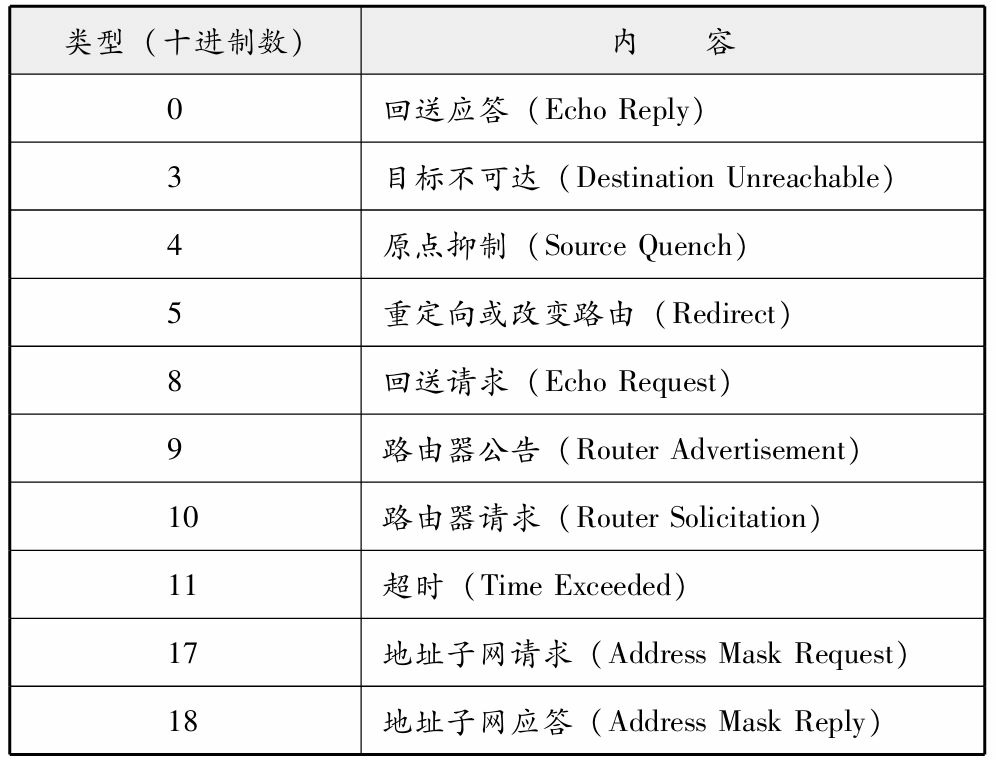 类型（十进制数） 内 容
0 回送应答（Echo Reply）
3 目标不可达（Destination Unreachable）
4 原点抑制（Source Quench）
5 重定向或改变路由（Redirect）
8 回送请求（Echo Request）
9 路由器公告（Router Advertisement）
10 路由器请求（Router Solicitation）
11 超时（Time Exceeded）
17 地址子网请求（Address Mask Request）
18 地址子网应答（Address Mask Reply）